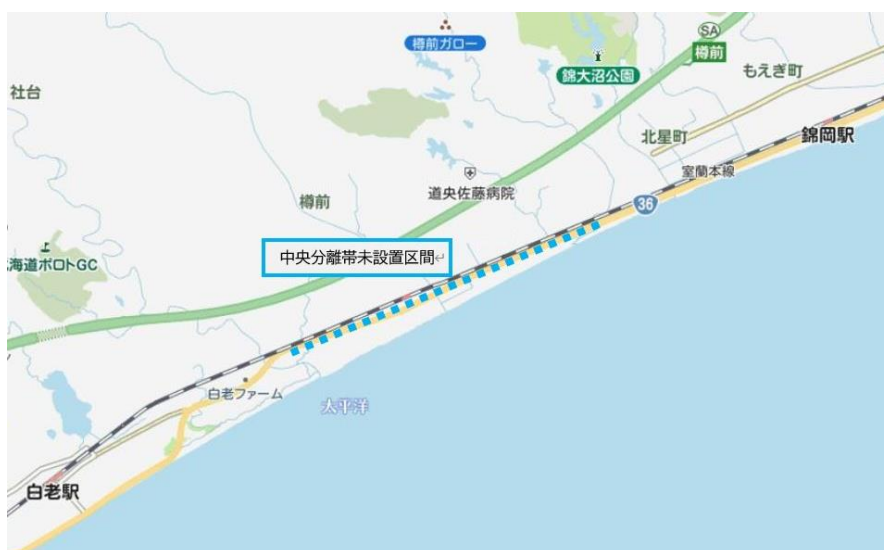 樽前ガロー
SA
樽前
錦大沼公園
もえぎ町
社台
北星町
錦岡駅
室蘭本線
道央佐藤病院
樽前
36
中央分離帯未設置区間↵
海道ポロトGC
白老ファーム
太平洋
白老駅